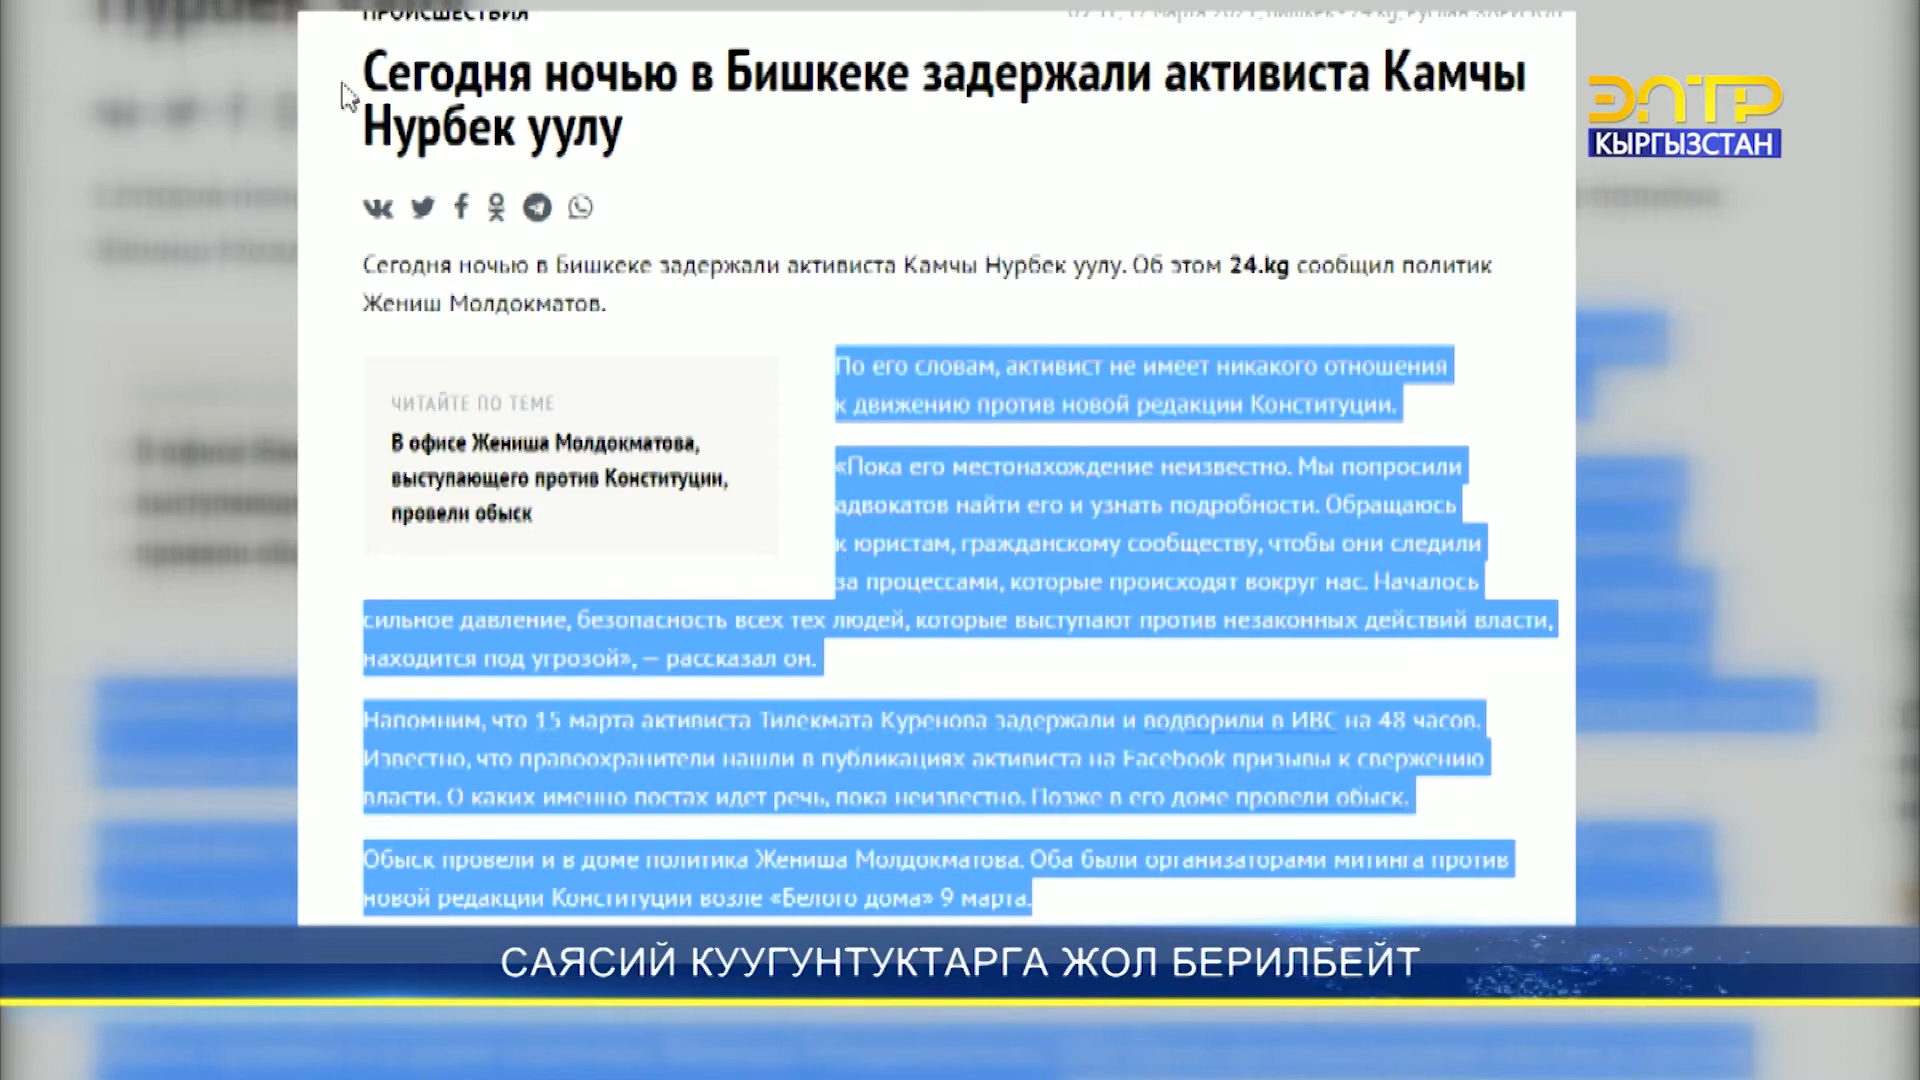 ПРОИСШЕСТВИЯ
Сегодня ночью в Бишкеке задержали активиста Камчы
Нурбек уулу
ЭЛТР
КЫРГЫЗСТАН
Сегодня ночью в Бишкеке задержали активиста Камчы Нурбек уулу. Об этом 24.kg сообщил политик
Жениш Молдокматов.
ЧИТАЙТЕ ПО ТЕМЕ
В офисе Жениша Молдокматова,
выступающего против Конституции,
провели обыск
По его словам, активист не имеет никакого отношения
к движению против новой редакции Конституции.
«Пока его местонахождение неизвестно. Мы попросили
адвокатов найти его и узнать подробности. Обращаюсь
к юристам, гражданскому сообществу, чтобы они следили
за процессами, которые происходят вокруг нас. Началось
сильное давление, безопасность всех тех людей, которые выступают против незаконных действий власти,
находится под угрозой», — рассказал он.
Напомним, что 15 марта активиста Тилекмата Куренова задержали и водворили в ИВС на 48 часов.
Известно, что правоохранители нашли в публикациях активиста на Facebook призывы к свержению
власти. О каких именно постах идет речь, пока неизвестно. Позже в его доме провели обыск.
Обыск провели и в доме политика Жениша Молдокматова. Оба были организаторами митинга против
новой редакции Конституции возле «Белого дома» 9 марта.
САЯСИЙ КУУГУНТУКТАРГА ЖОЛ БЕРИЛБЕЙТ